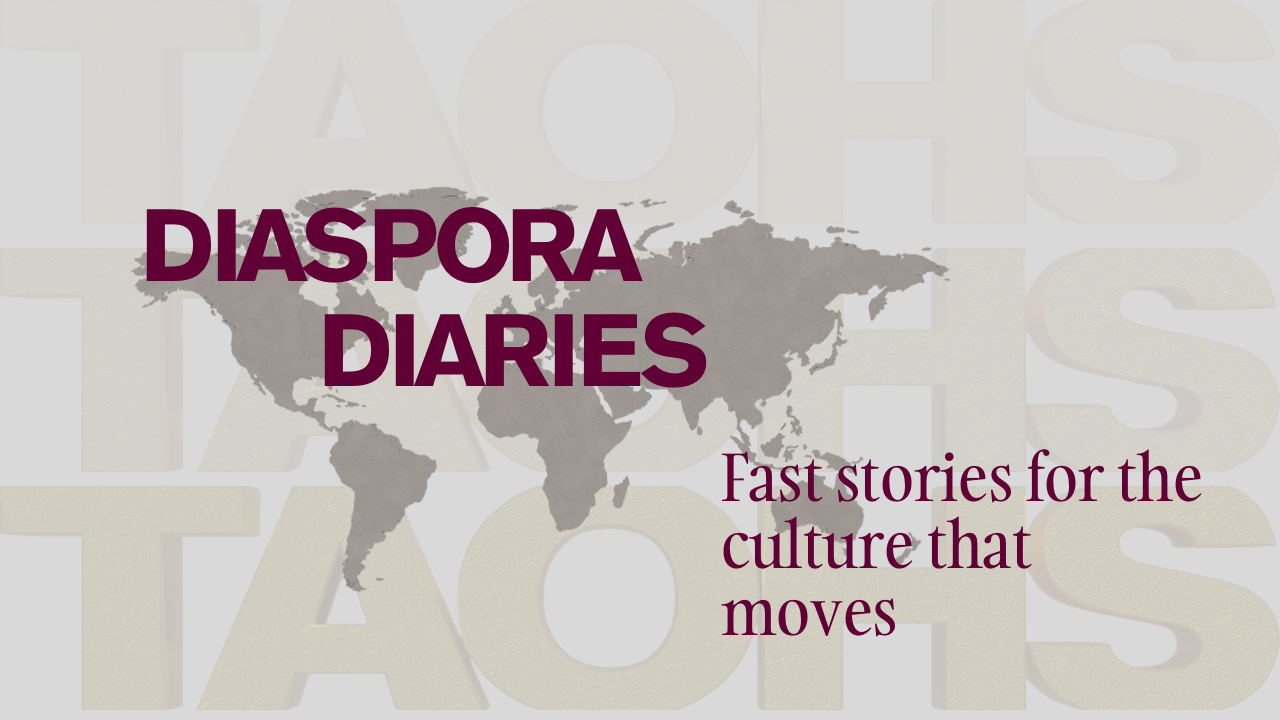 TAOHS
DIASPORA
DIARIES
TAOHS
Fast stories for the
culture that
moves
TAOHS